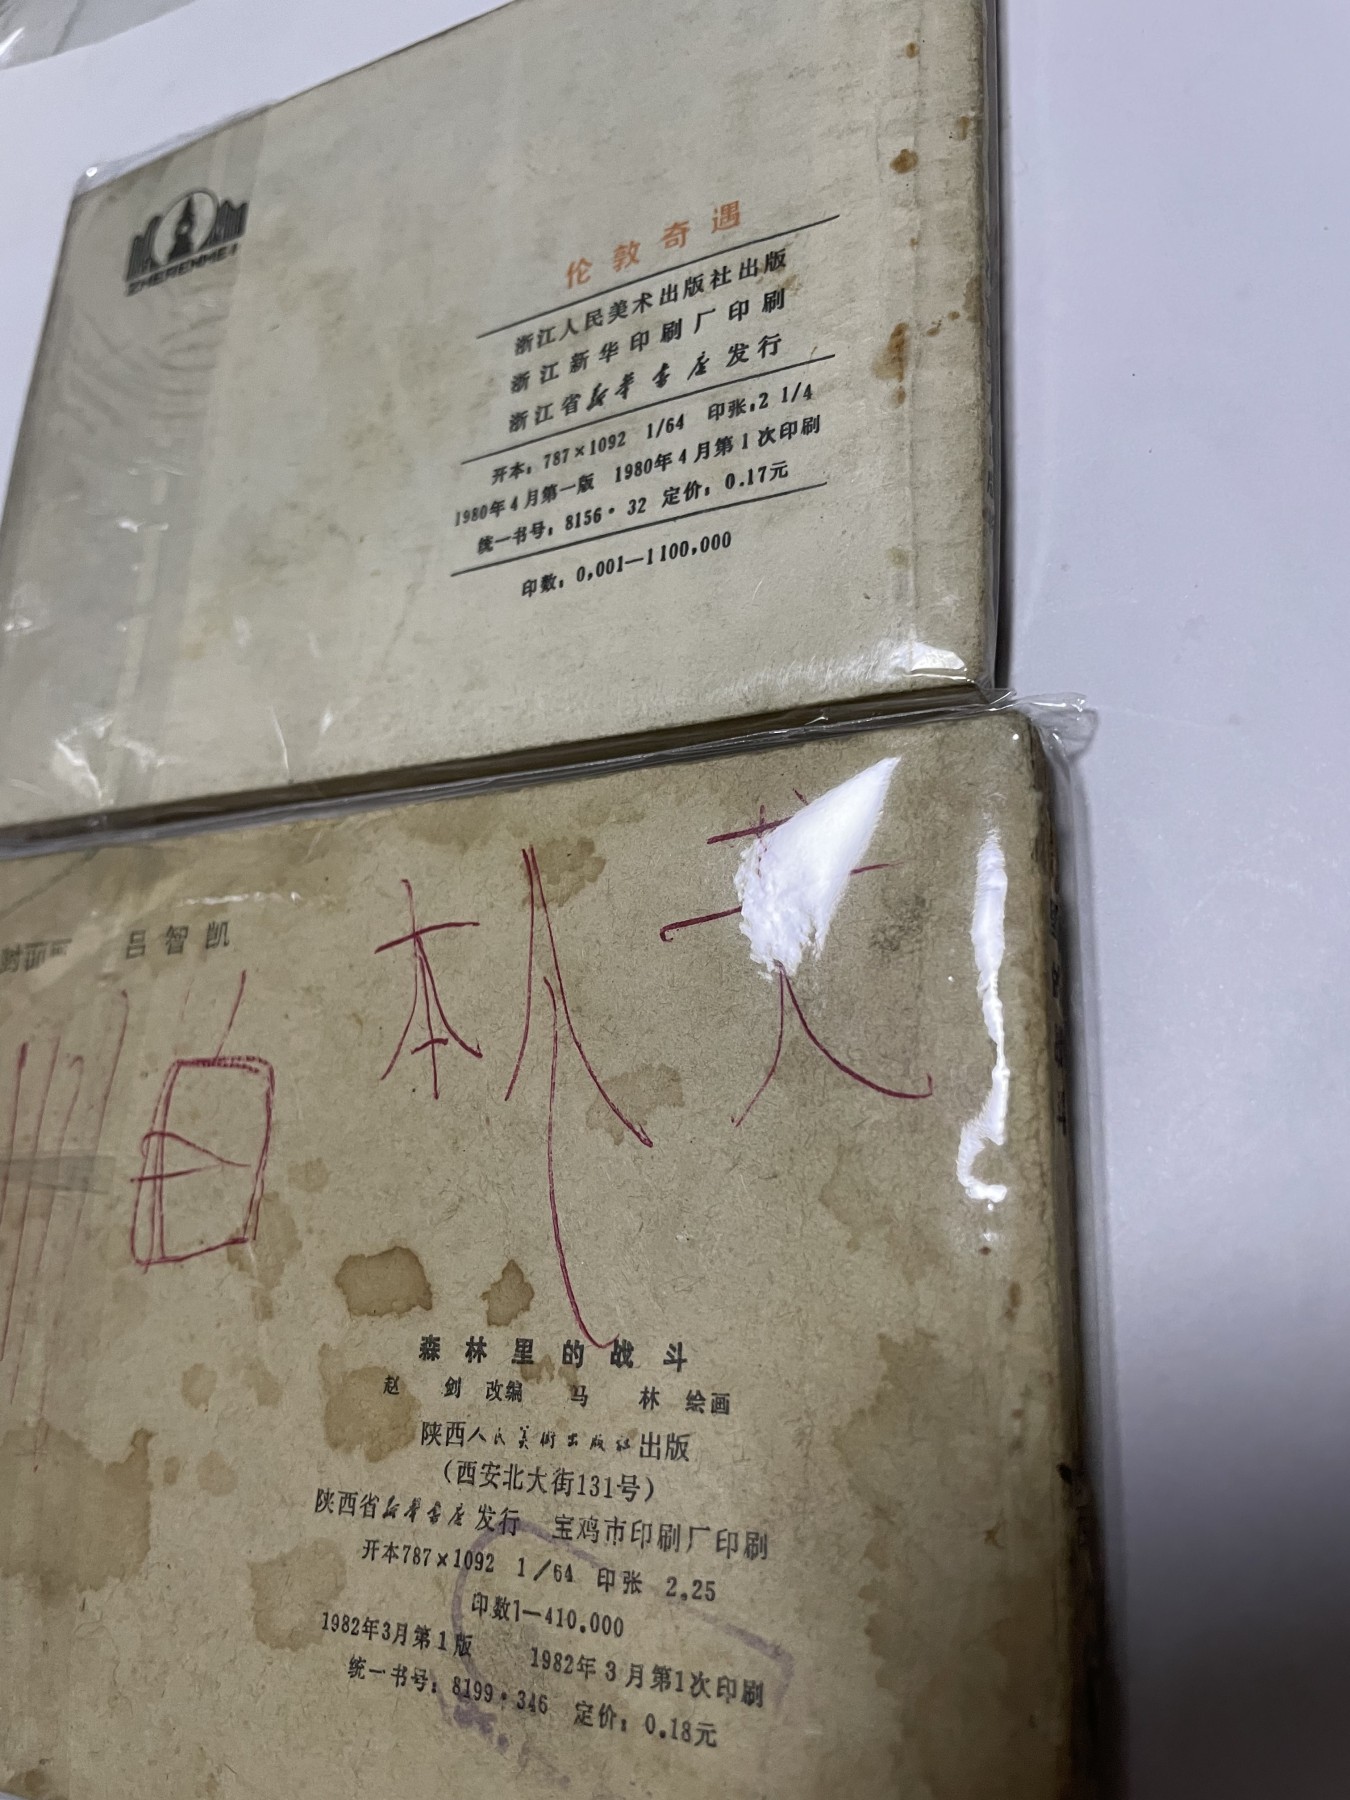 ZHERENMEI
伦敦奇遇
浙江人民美术出版社出版
浙江新华印刷厂印刷
浙江省新华书店发行
开本：787×1092 1/64 印张：2 1/4
1980年4月第一版 1980年4月第1次印刷
统一书号：8156·32 定价：0.17元
印数：0,001—1100,000
封面画 吕智凯
森林里的战斗
赵 剑 改编 马 林 绘画
陕西人民美術出版社出版
（西安北大街131号）
陕西省新華書店发行 宝鸡市印刷厂印刷
开本787×1092 1/64 印张 2.25
印数1—410.000
1982年3月第1版 1982年3月第1次印刷
统一书号：8199·346 定价：0.18元